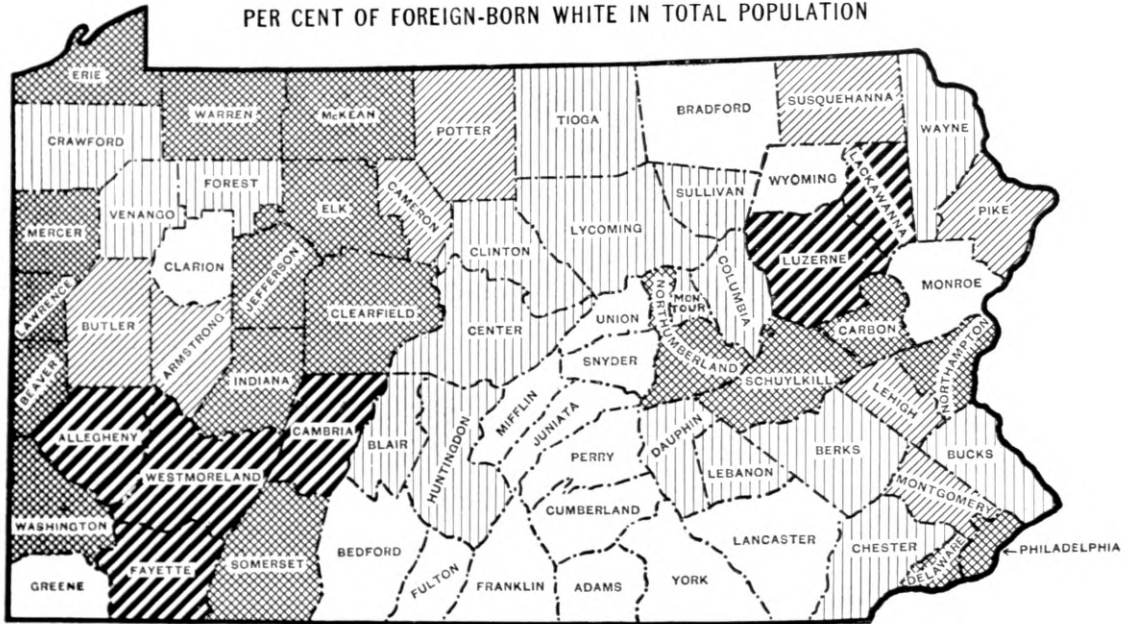 PER CENT OF FOREIGN-BORN WHITE IN TOTAL POPULATION
ERIE
WARREN
McKEAN
POTTER
TIOGA
BRADFORD
SUSQUEHANNA
WAYNE
CRAWFORD
FOREST
VENANGO
ELK
CAMERON
SULLIVAN
WYOMING
LACKAWANNA
PIKE
MERCER
CLARION
JEFFERSON
CLINTON
LYCOMING
COLUMBIA
LUZERNE
MONROE
LAWRENCE
BUTLER
ARMSTRONG
CLEARFIELD
CENTER
UNION
NORTHUMBERLAND
MON
TOUR
CARBON
BEAVER
INDIANA
SNYDER
SCHUYLKILL
NORTHAMPTON
LEHIGH
ALLEGHENY
CAMBRIA
BLAIR
HUNTINGDON
MIFFLIN
JUNIATA
PERRY
DAUPHIN
LEBANON
BERKS
BUCKS
WESTMORELAND
MONTGOMERY
WASHINGTON
CUMBERLAND
LANCASTER
CHESTER
DELAWARE
PHILADELPHIA
GREENE
FAYETTE
SOMERSET
BEDFORD
FULTON
FRANKLIN
ADAMS
YORK